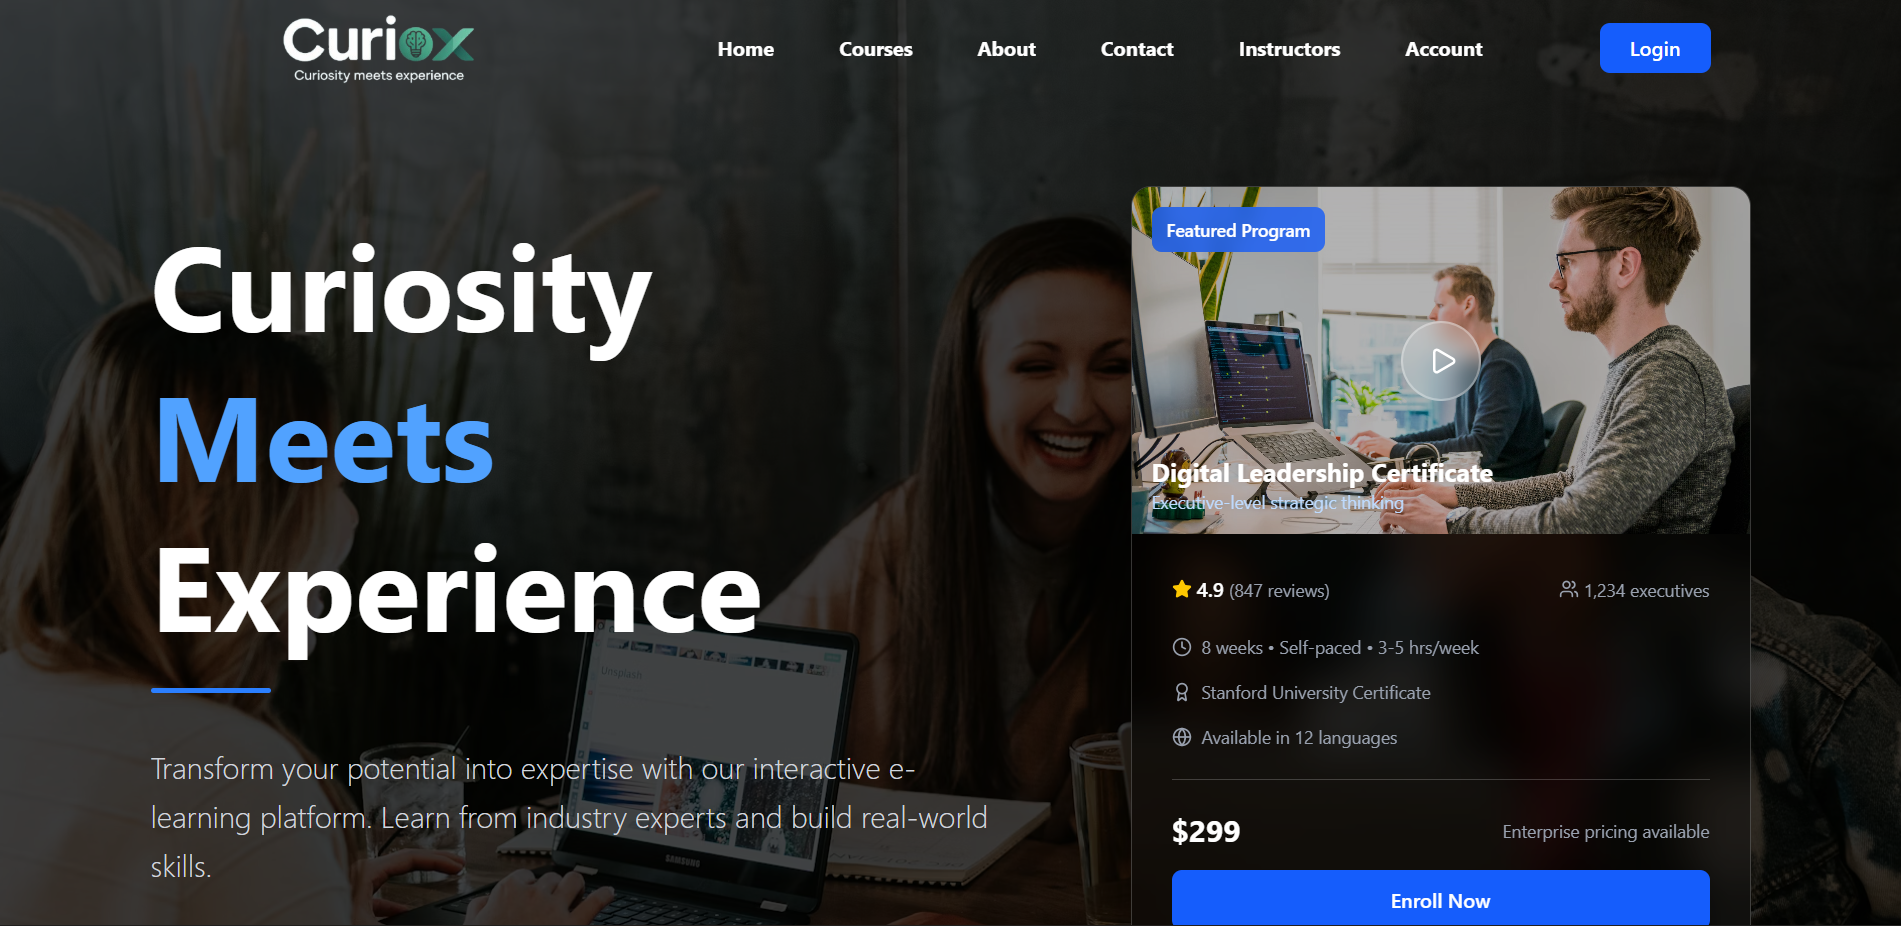 Curiox
Curiosity meets experience
Home
Courses
About
Contact
Instructors
Account
Login
Curiosity
Meets
Experience
Transform your potential into expertise with our interactive e-
learning platform. Learn from industry experts and build real-world
skills.
Featured Program
Digital Leadership Certificate
Executive-level strategic thinking
4.9 (847 reviews)
1,234 executives
8 weeks • Self-paced • 3-5 hrs/week
Stanford University Certificate
Available in 12 languages
$299
Enterprise pricing available
Enroll Now
Unsplash
SAMSUNG